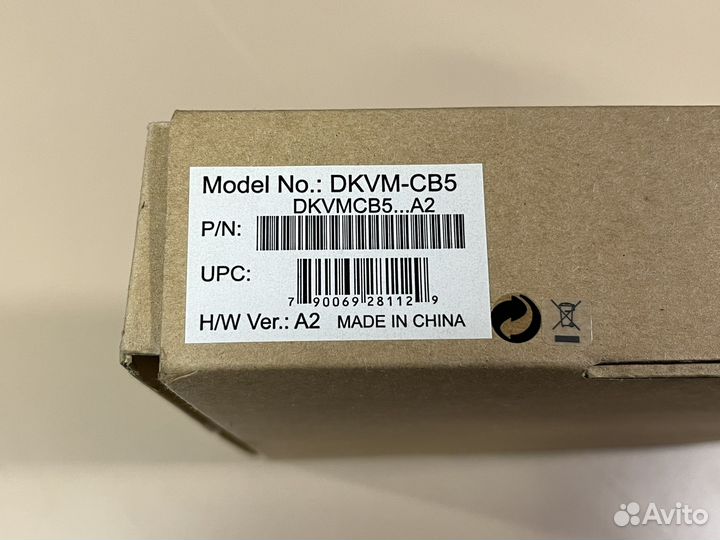 Model No.: DKVM-CB5
DKVMCB5...A2
P/N:
UPC:
7 90069 28112 9
H/W Ver.: A2 MADE IN CHINA
Avito